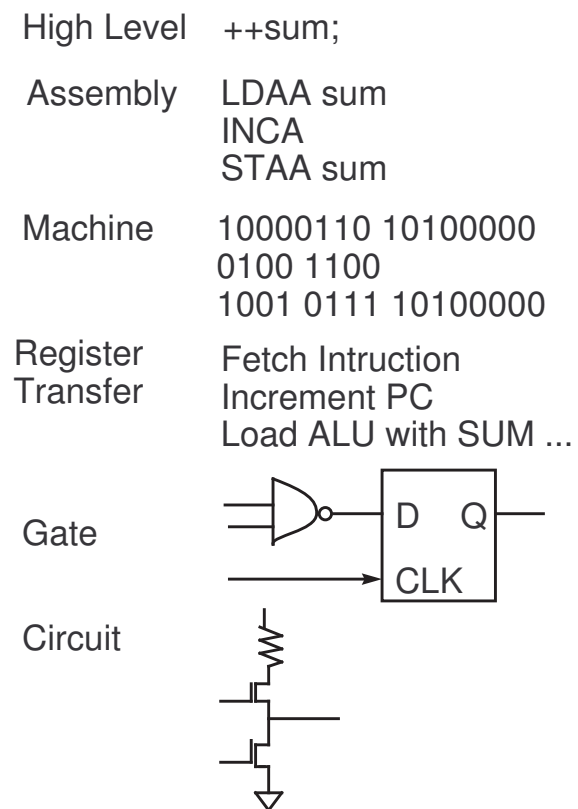 High Level ++sum;
Assembly LDAA sum
INCA
STAA sum
Machine 10000110 10100000
0100 1100
1001 0111 10100000
Register Fetch Intruction
Transfer Increment PC
Load ALU with SUM ...
D Q
Gate
CLK
Circuit